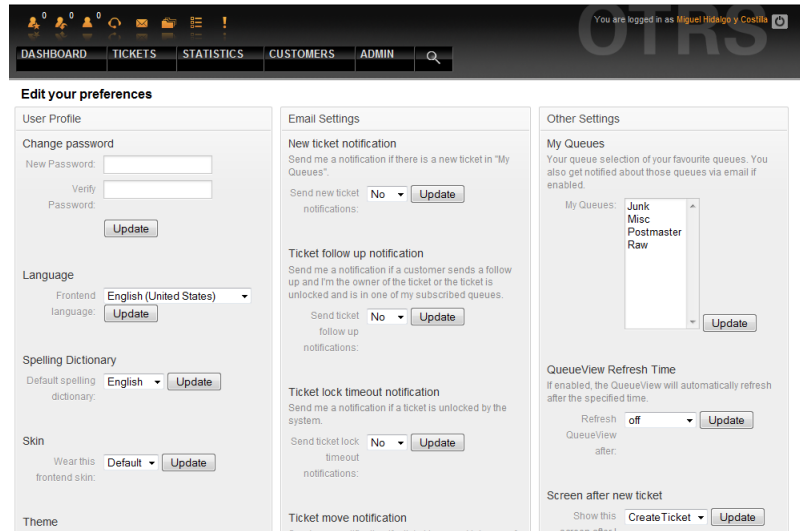 0 0 0
You are logged in as Miguel Hidalgo y Costilla
OTRS
DASHBOARD TICKETS STATISTICS CUSTOMERS ADMIN
Edit your preferences
User Profile
Change password
New Password:
Verify
Password:
Update
Language
Frontend English (United States)
language: Update
Spelling Dictionary
Default spelling English Update
dictionary:
Skin
Wear this Default Update
frontend skin:
Theme
Email Settings
New ticket notification
Send me a notification if there is a new ticket in "My
Queues".
Send new ticket No Update
notifications:
Ticket follow up notification
Send me a notification if a customer sends a follow
up and I'm the owner of the ticket or the ticket is
unlocked and is in one of my subscribed queues.
Send ticket No Update
follow up
notifications:
Ticket lock timeout notification
Send me a notification if a ticket is unlocked by the
system.
Send ticket lock No Update
timeout
notifications:
Ticket move notification
Other Settings
My Queues
Your queue selection of your favourite queues. You
also get notified about those queues via email if
enabled.
My Queues: Junk
Misc
Postmaster
Raw
Update
QueueView Refresh Time
If enabled, the QueueView will automatically refresh
after the specified time.
Refresh off Update
QueueView
after:
Screen after new ticket
Show this CreateTicket Update